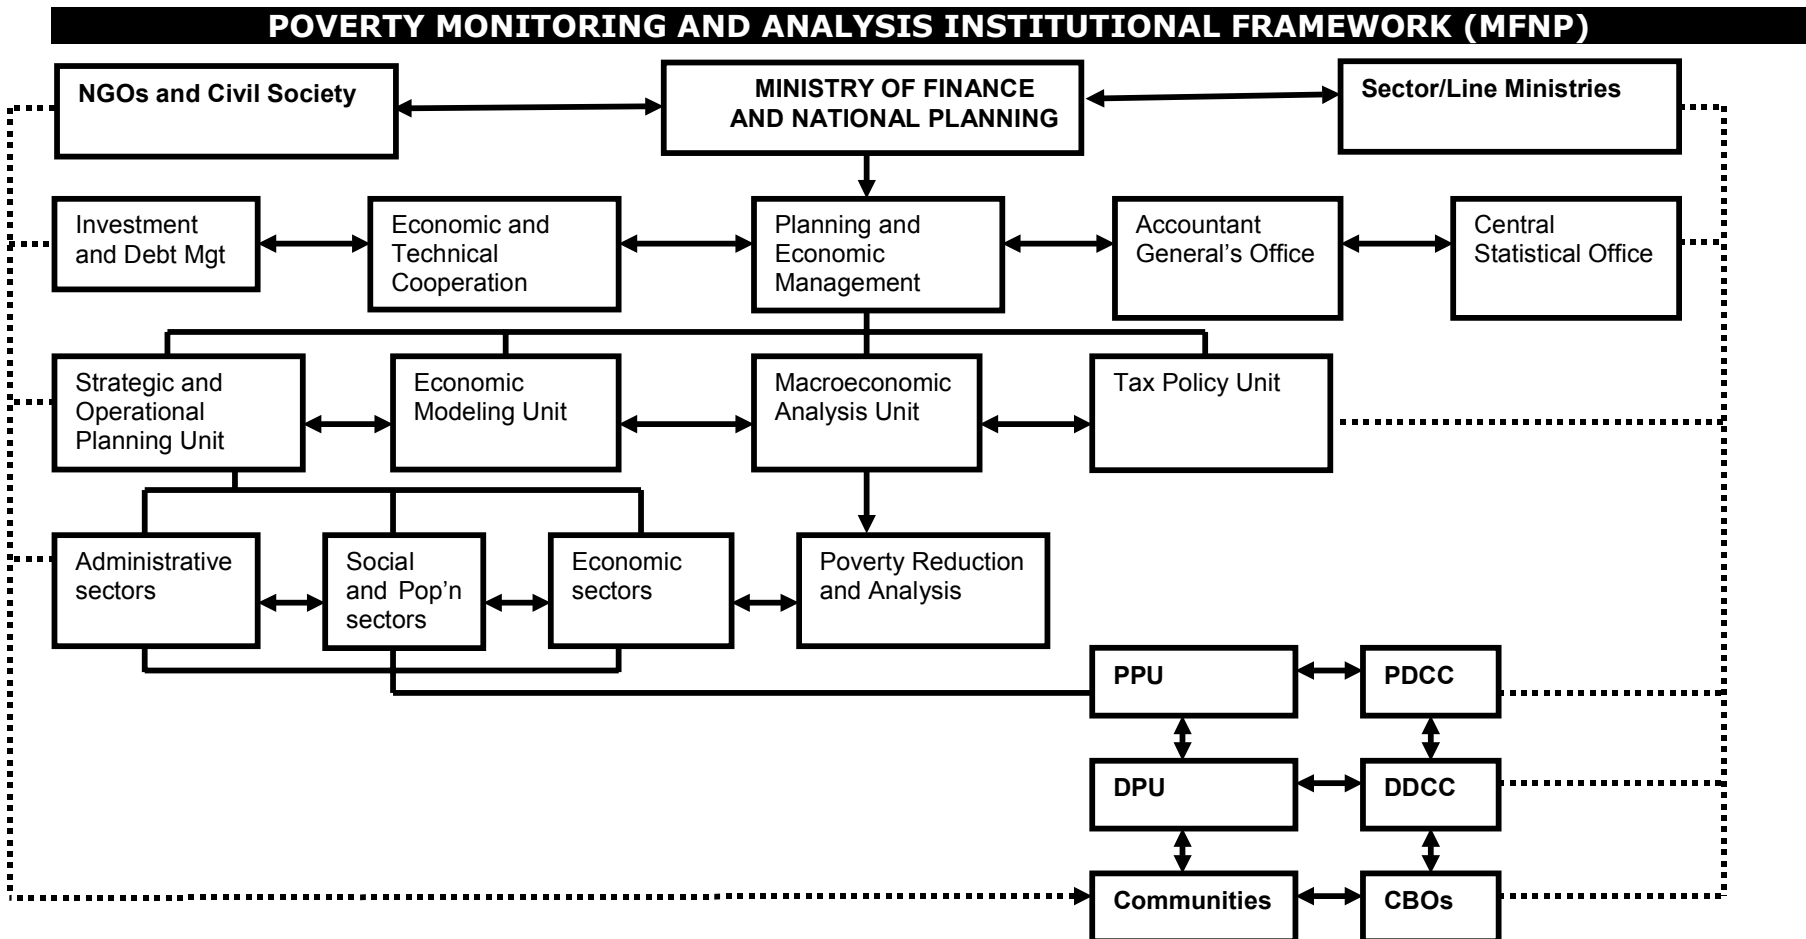 POVERTY MONITORING AND ANALYSIS INSTITUTIONAL FRAMEWORK (MFNP)
NGOs and Civil Society
MINISTRY OF FINANCE
AND NATIONAL PLANNING
Sector/Line Ministries
Investment
and Debt Mgt
Economic and
Technical
Cooperation
Planning and
Economic
Management
Accountant
General’s Office
Central
Statistical Office
Strategic and
Operational
Planning Unit
Economic
Modeling Unit
Macroeconomic
Analysis Unit
Tax Policy Unit
Administrative
sectors
Social
and Pop’n
sectors
Economic
sectors
Poverty Reduction
and Analysis
PPU
PDCC
DPU
DDCC
Communities
CBOs